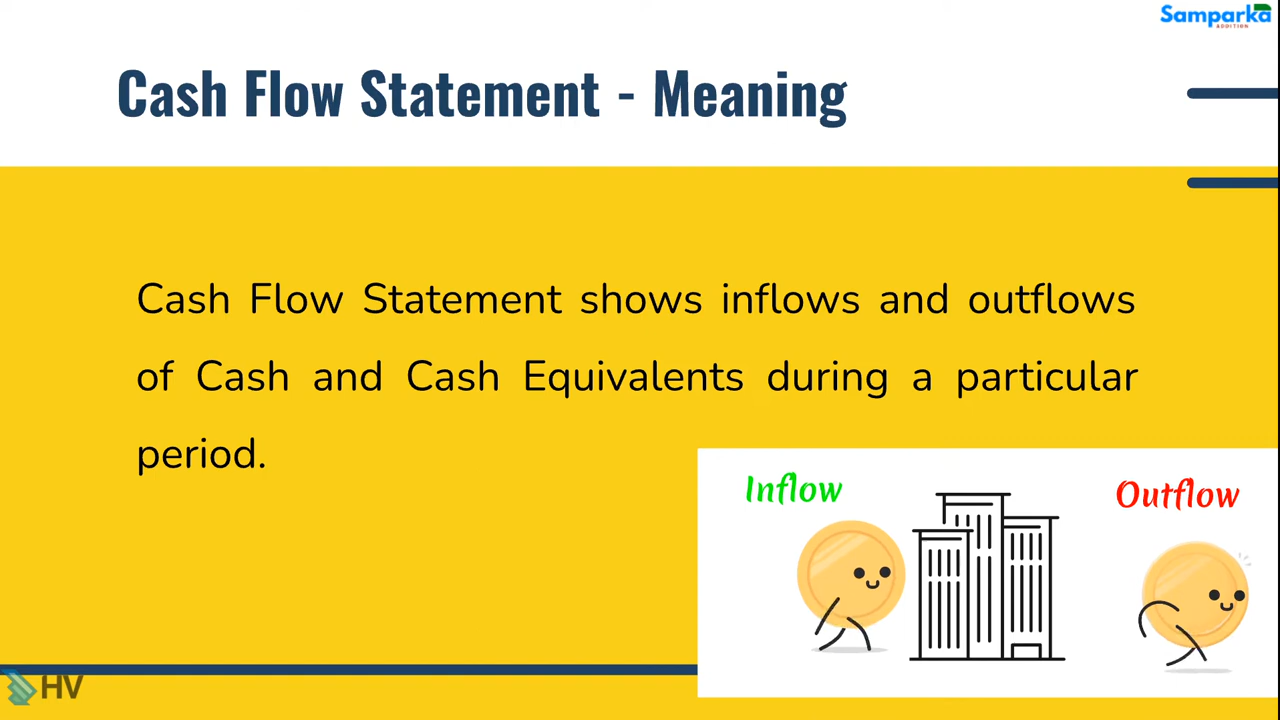 Samparka
ADDITION
Cash Flow Statement - Meaning
Cash Flow Statement shows inflows and outflows
of Cash and Cash Equivalents during a particular
period.
Inflow
Outflow
HV